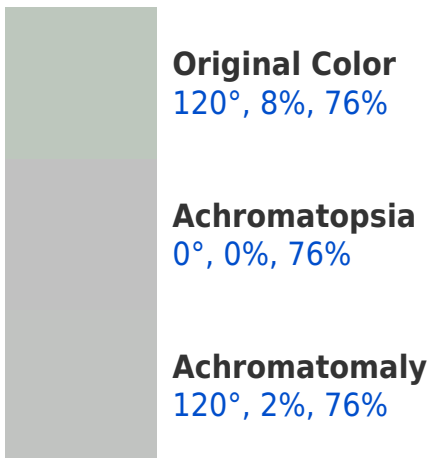 Original Color
120°, 8%, 76%
Achromatopsia
0°, 0%, 76%
Achromatomaly
120°, 2%, 76%